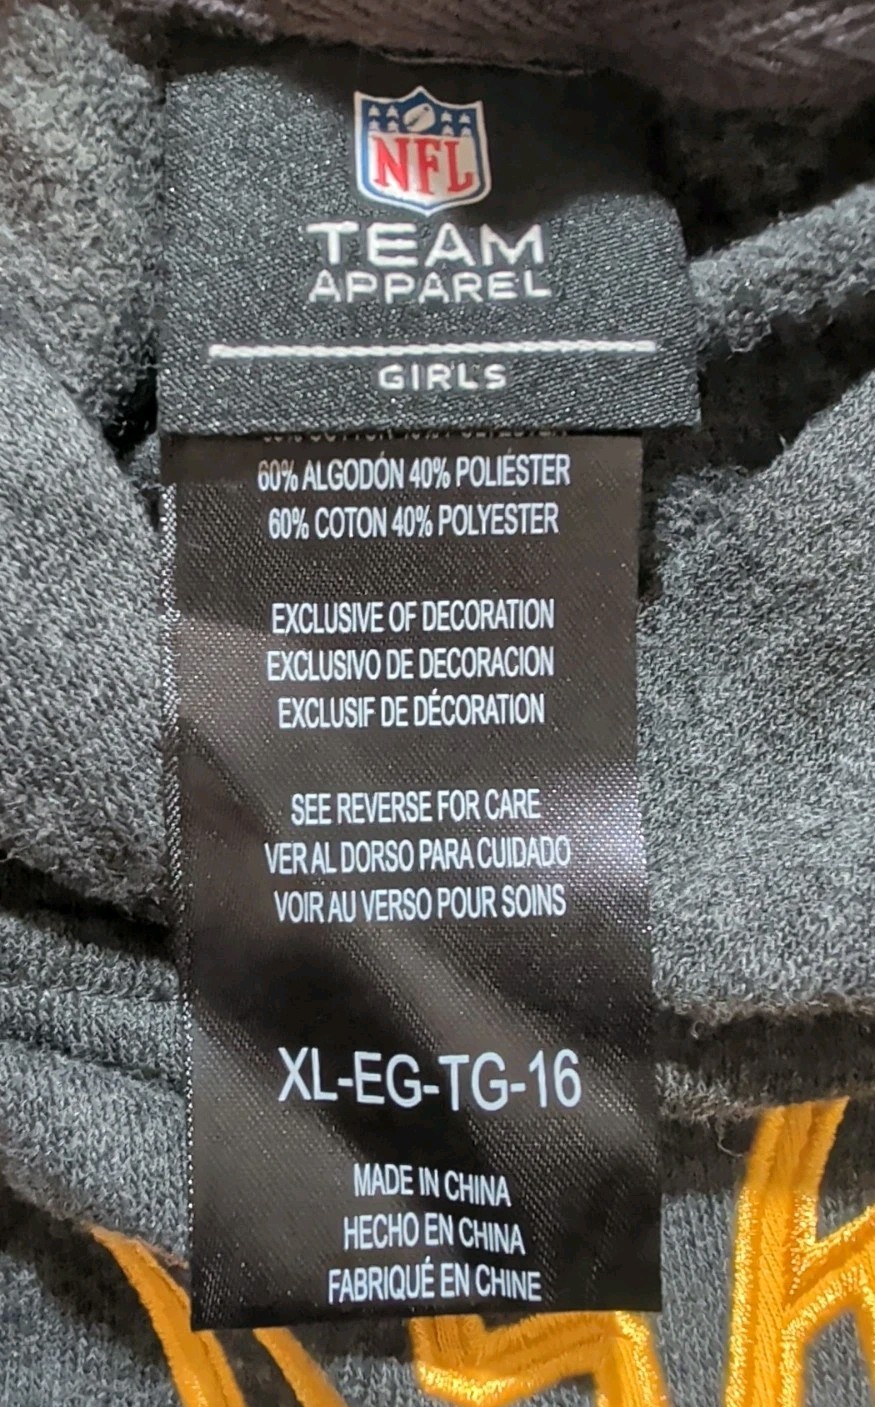 NFL
TEAM
APPAREL
GIRLS
60% ALGODÓN 40% POLIÉSTER
60% COTON 40% POLYESTER
EXCLUSIVE OF DECORATION
EXCLUSIVO DE DECORACION
EXCLUSIF DE DÉCORATION
SEE REVERSE FOR CARE
VER AL DORSO PARA CUIDADO
VOIR AU VERSO POUR SOINS
XL-EG-TG-16
MADE IN CHINA
HECHO EN CHINA
FABRIQUÉ EN CHINE